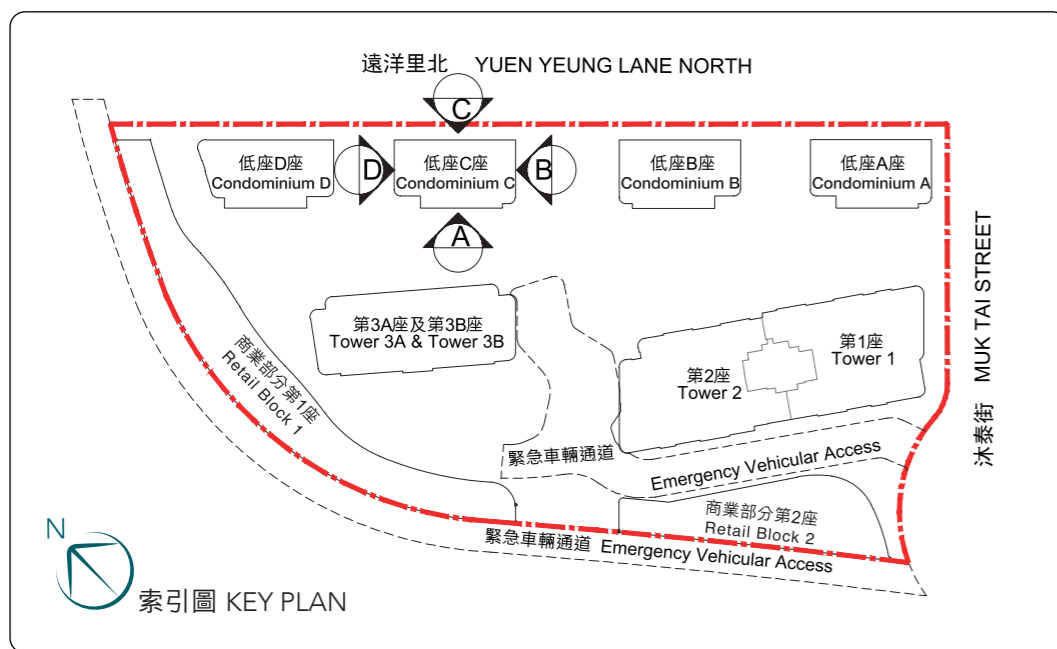 遠洋里北 YUEN YEUNG LANE NORTH
C
低座D座
Condominium D
D
低座C座
Condominium C
B
低座B座
Condominium B
低座A座
Condominium A
A
沐泰街 MUK TAI STREET
第3A座及第3B座
Tower 3A & Tower 3B
第1座
Tower 1
第2座
Tower 2
商業部分第1座
Retail Block 1
緊急車輛通道 Emergency Vehicular Access
商業部分第2座
Retail Block 2
緊急車輛通道 Emergency Vehicular Access
N
索引圖 KEY PLAN